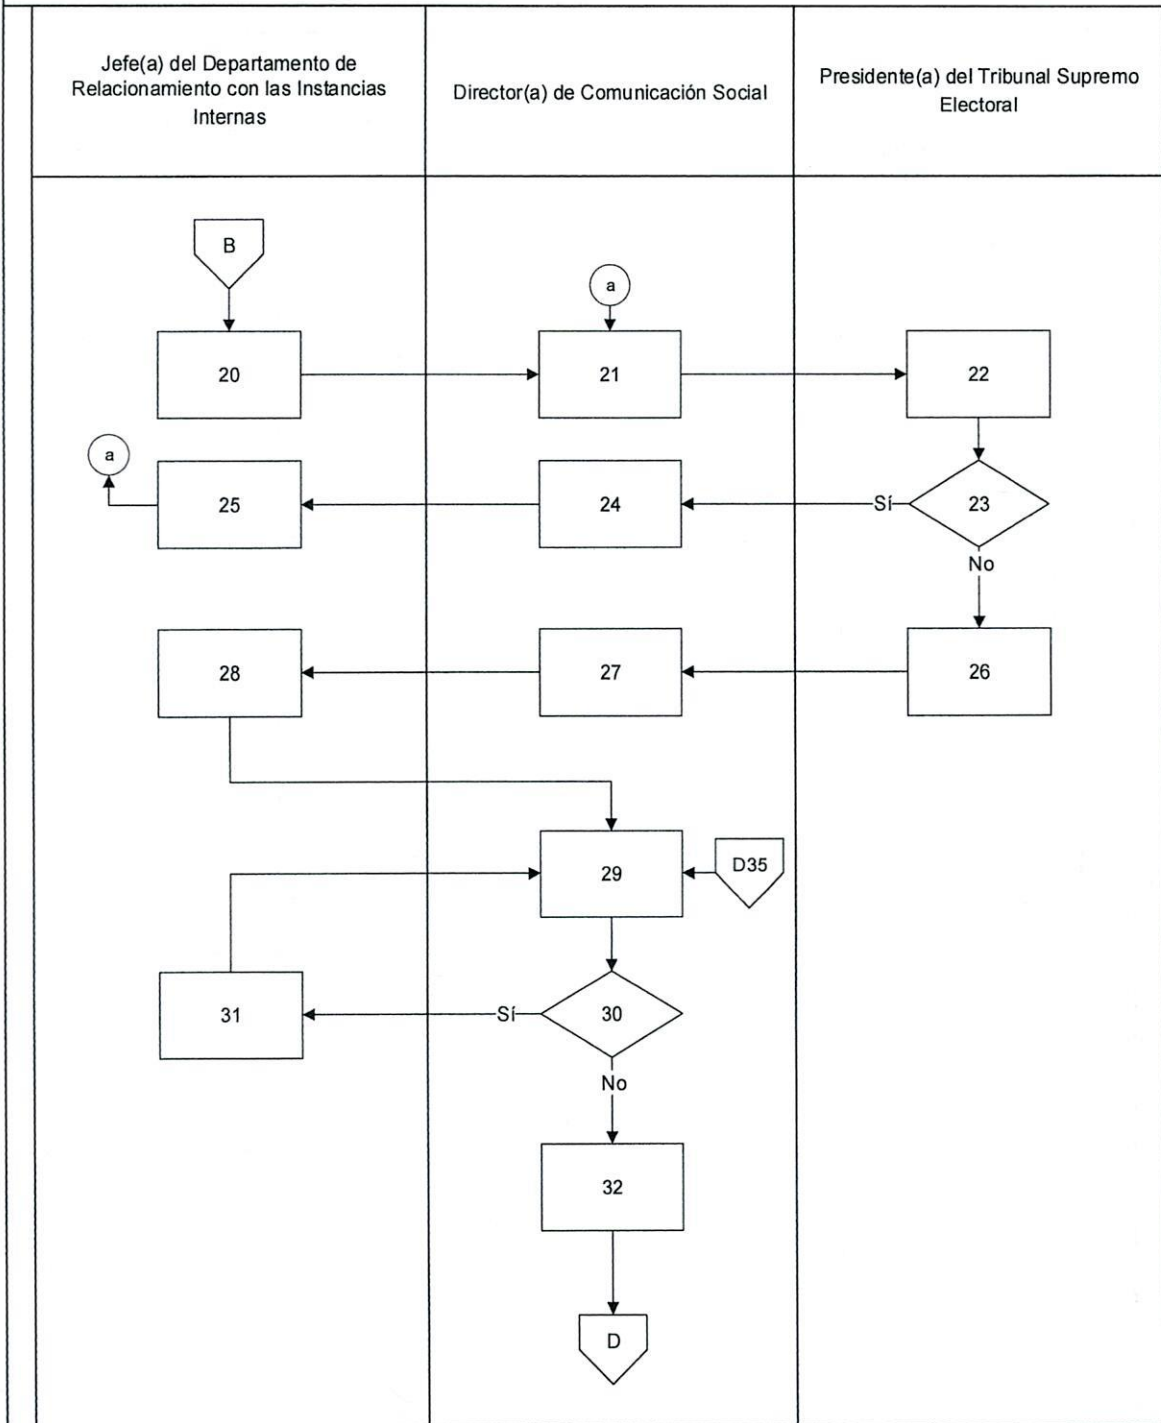 Jefe(a) del Departamento de
Relacionamiento con las Instancias
Internas
Director(a) de Comunicación Social
Presidente(a) del Tribunal Supremo
Electoral
B
a
20
21
22
a
25
24
Sí
23
No
28
27
26
29
D35
31
Sí
30
No
32
D